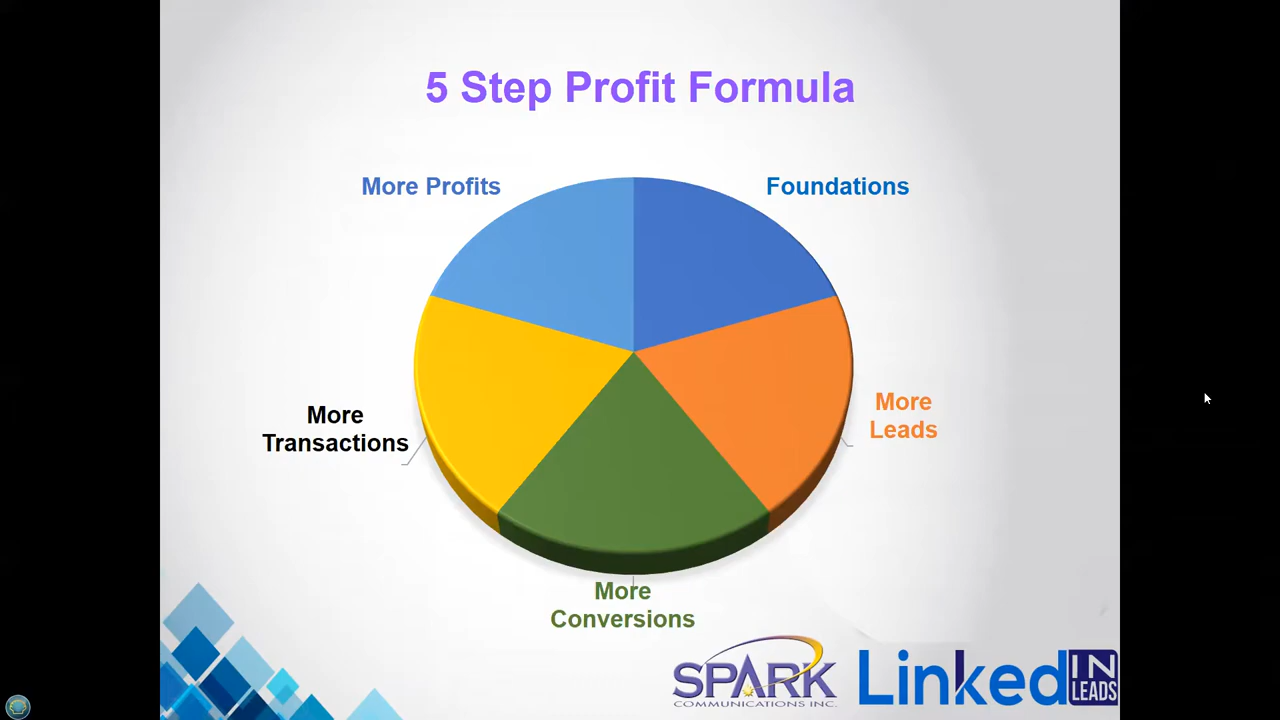 5 Step Profit Formula
More Profits
Foundations
More
Leads
More
Transactions
More
Conversions
SPARK
COMMUNICATIONS INC.
Linked
IN
LEADS